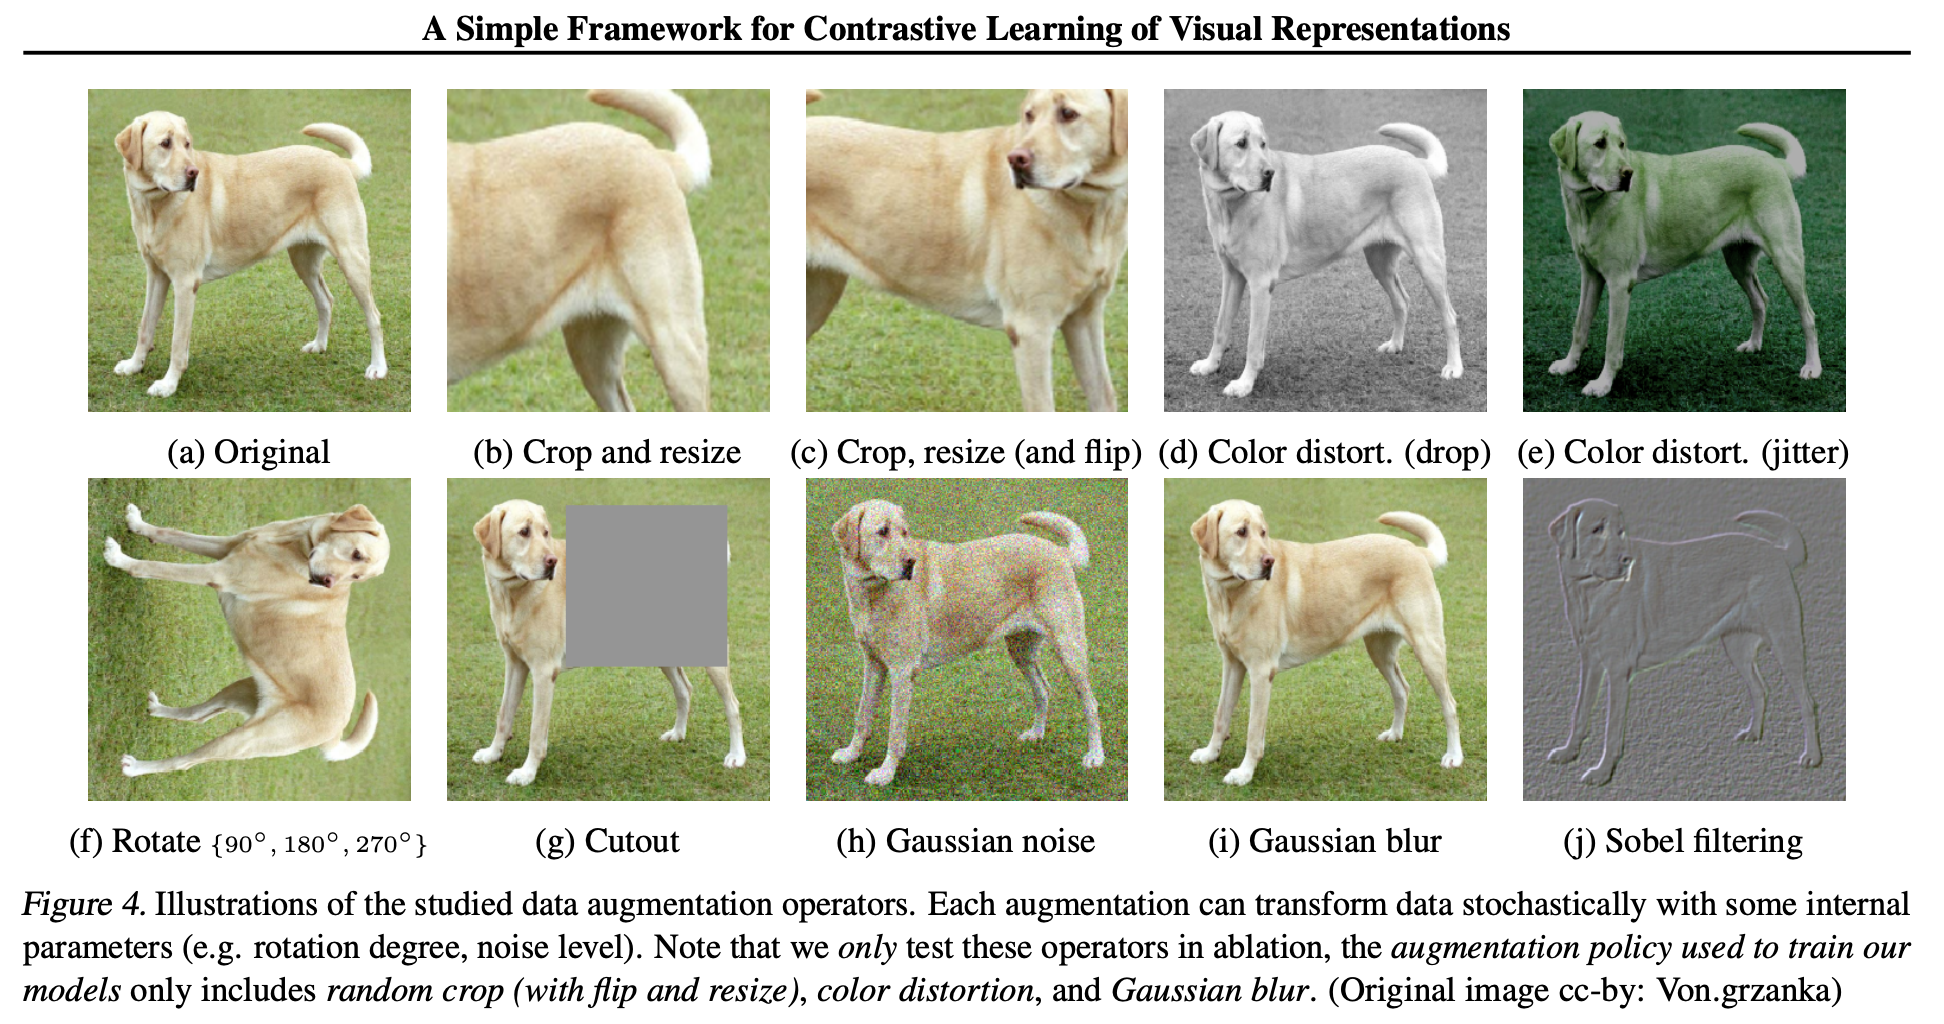 A Simple Framework for Contrastive Learning of Visual Representations
(a) Original
(b) Crop and resize
(c) Crop, resize (and flip)
(d) Color distort. (drop)
(e) Color distort. (jitter)
(f) Rotate {90°, 180°, 270°}
(g) Cutout
(h) Gaussian noise
(i) Gaussian blur
(j) Sobel filtering
Figure 4. Illustrations of the studied data augmentation operators. Each augmentation can transform data stochastically with some internal
parameters (e.g. rotation degree, noise level). Note that we only test these operators in ablation, the augmentation policy used to train our
models only includes random crop (with flip and resize), color distortion, and Gaussian blur. (Original image cc-by: Von.grzanka)